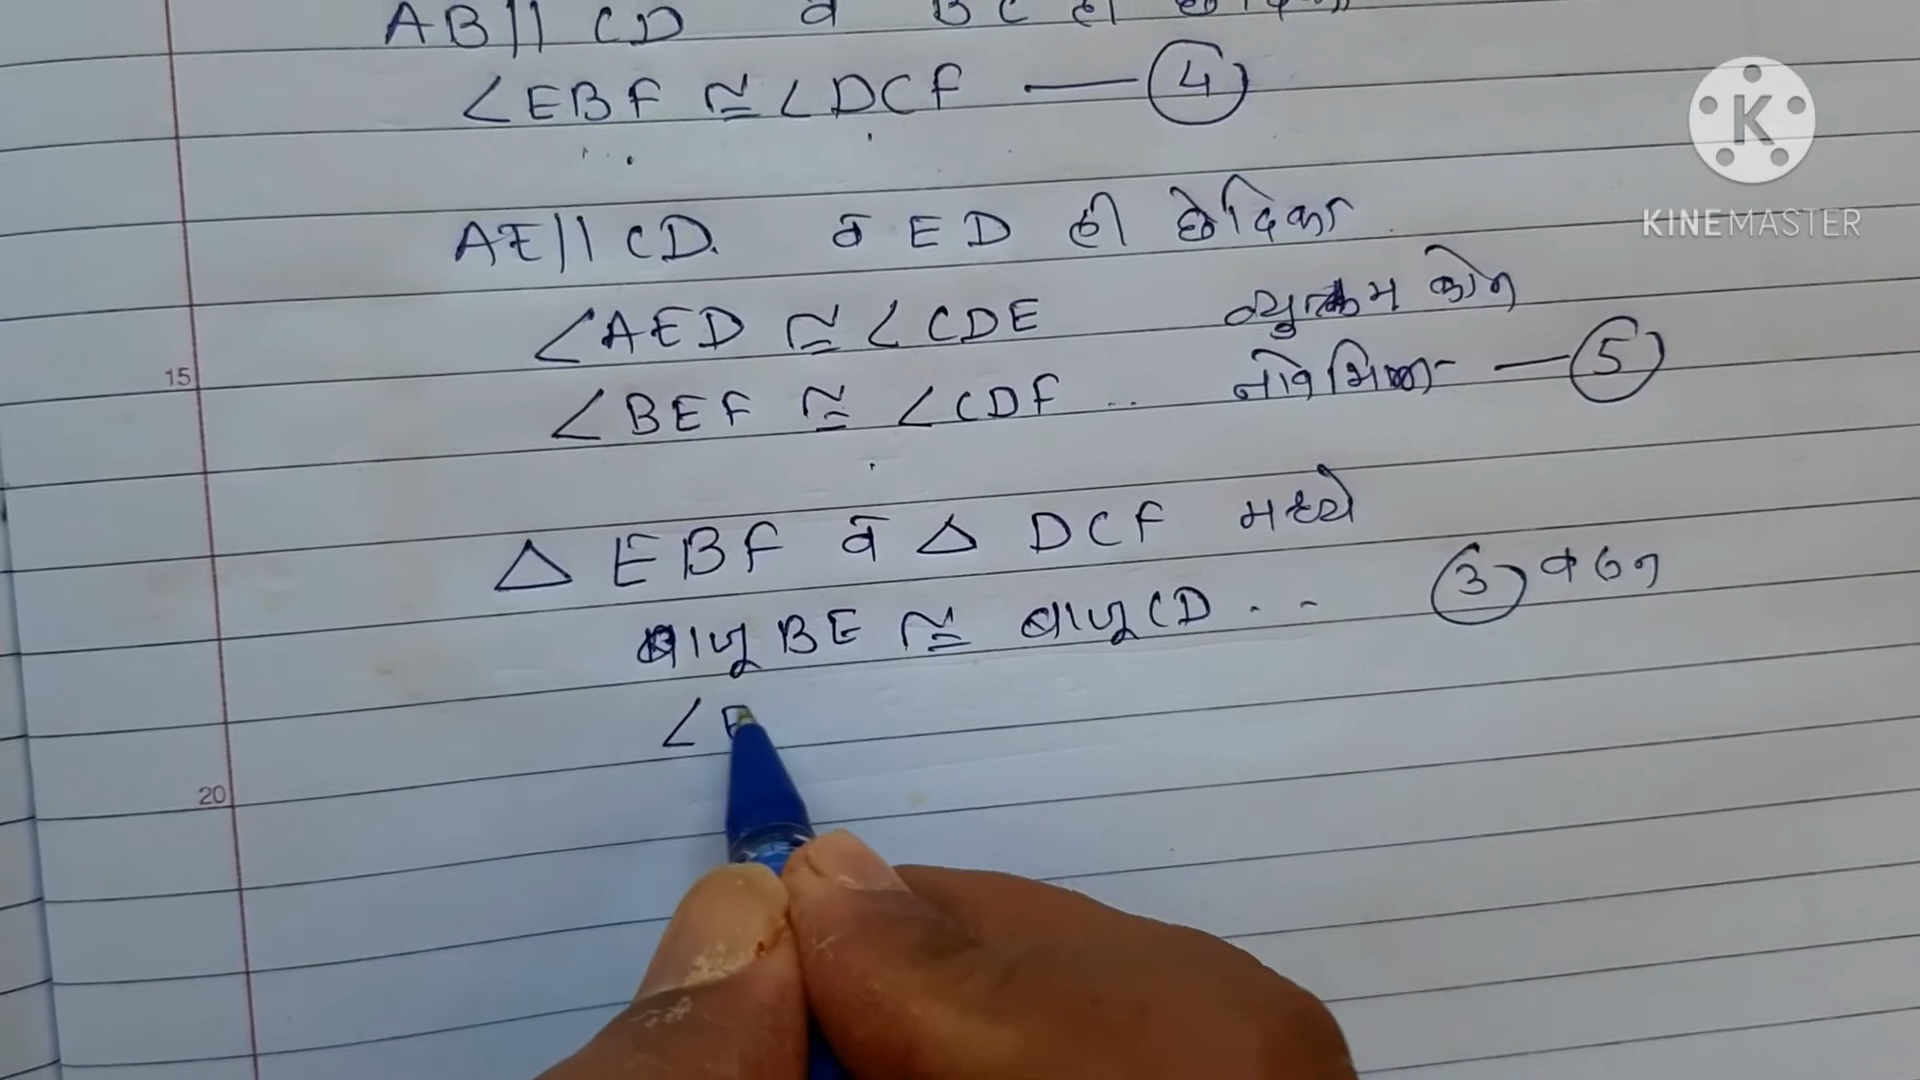 AB || CD व BC ही
∠EBF ≅ ∠DCF — ④
K
KINEMASTER
AE || CD. व ED ही छेदिका
∠AED ≅ ∠CDE व्युत्क्रम कोन
∠BEF ≅ ∠CDF .. — ⑤
15
△ EBF व △ DCF मध्ये
बाजू BE ≅ बाजू CD . . . ③ वरुन
∠E
20